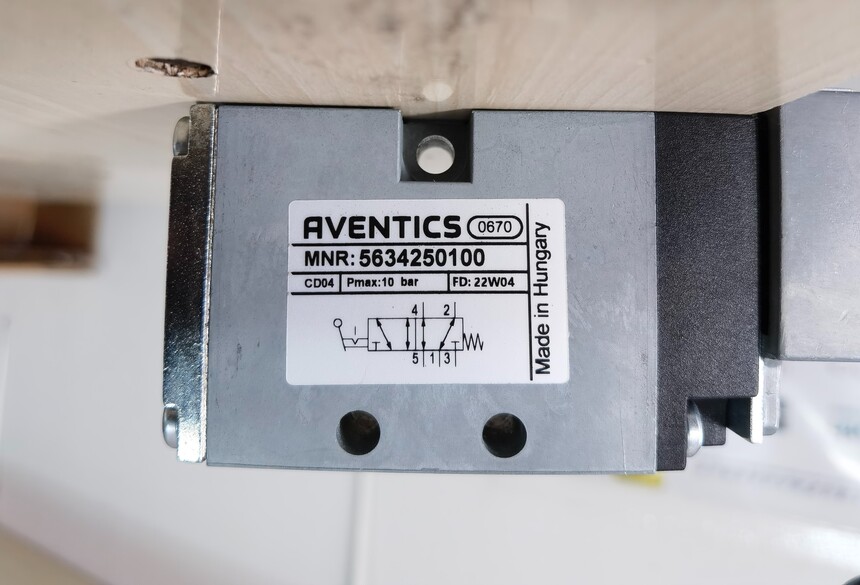 AVENTICS 0670
MNR: 5634250100
CD04 Pmax:10 bar FD: 22W04
4 2
5 1 3
Made in Hungary